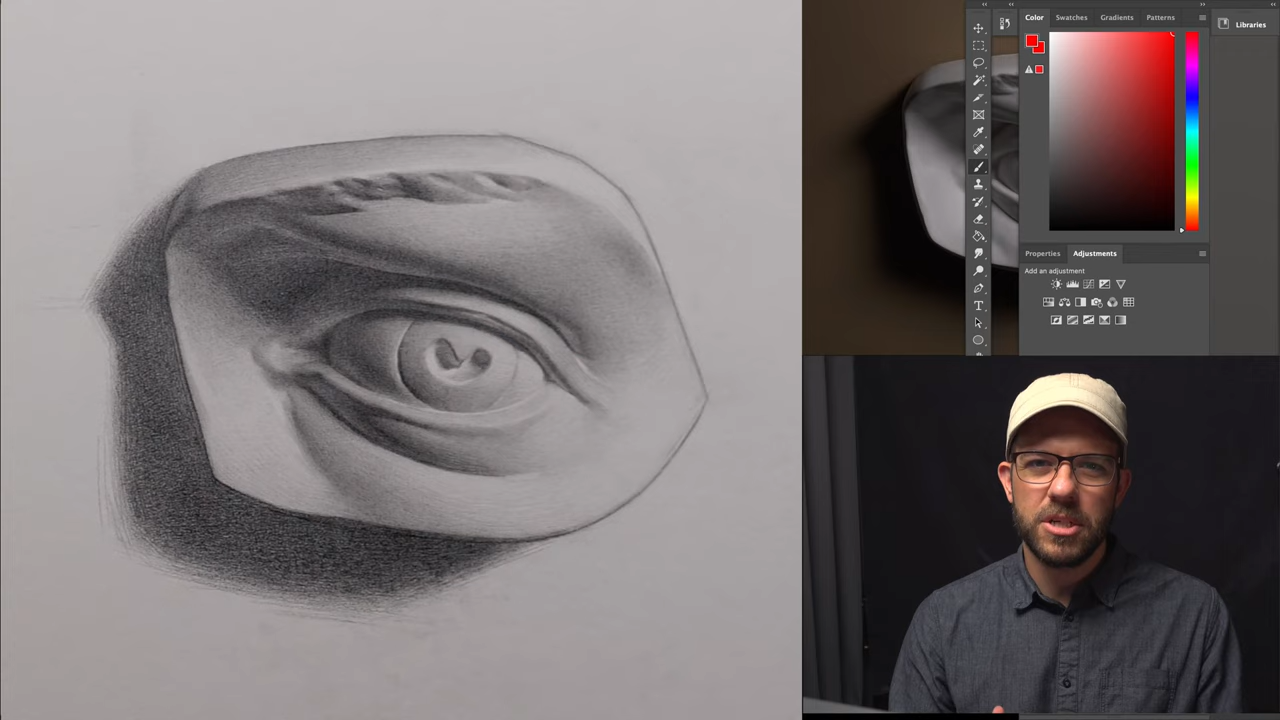 Color Swatches Gradients Patterns
Libraries
Properties Adjustments
Add an adjustment
T